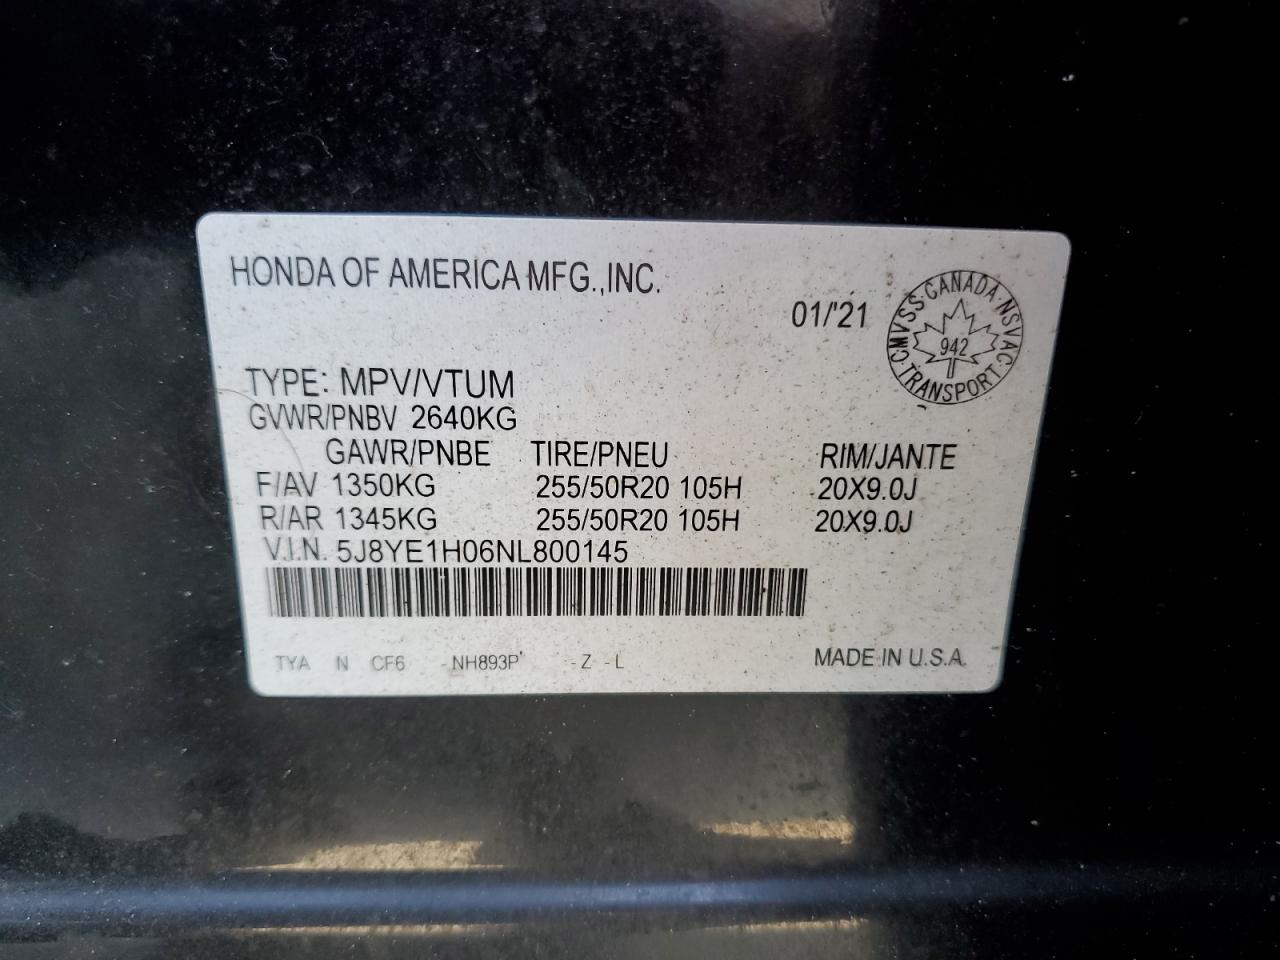 HONDA OF AMERICA MFG.,INC.
01/'21
CMVSS·CANADA·NSVAC
942
TRANSPORT
TYPE: MPV/VTUM
GVWR/PNBV 2640KG
GAWR/PNBE TIRE/PNEU RIM/JANTE
F/AV 1350KG 255/50R20 105H 20X9.0J
R/AR 1345KG 255/50R20 105H 20X9.0J
V.I.N. 5J8YE1H06NL800145
TYA N CF6 -NH893P -Z -L MADE IN U.S.A.